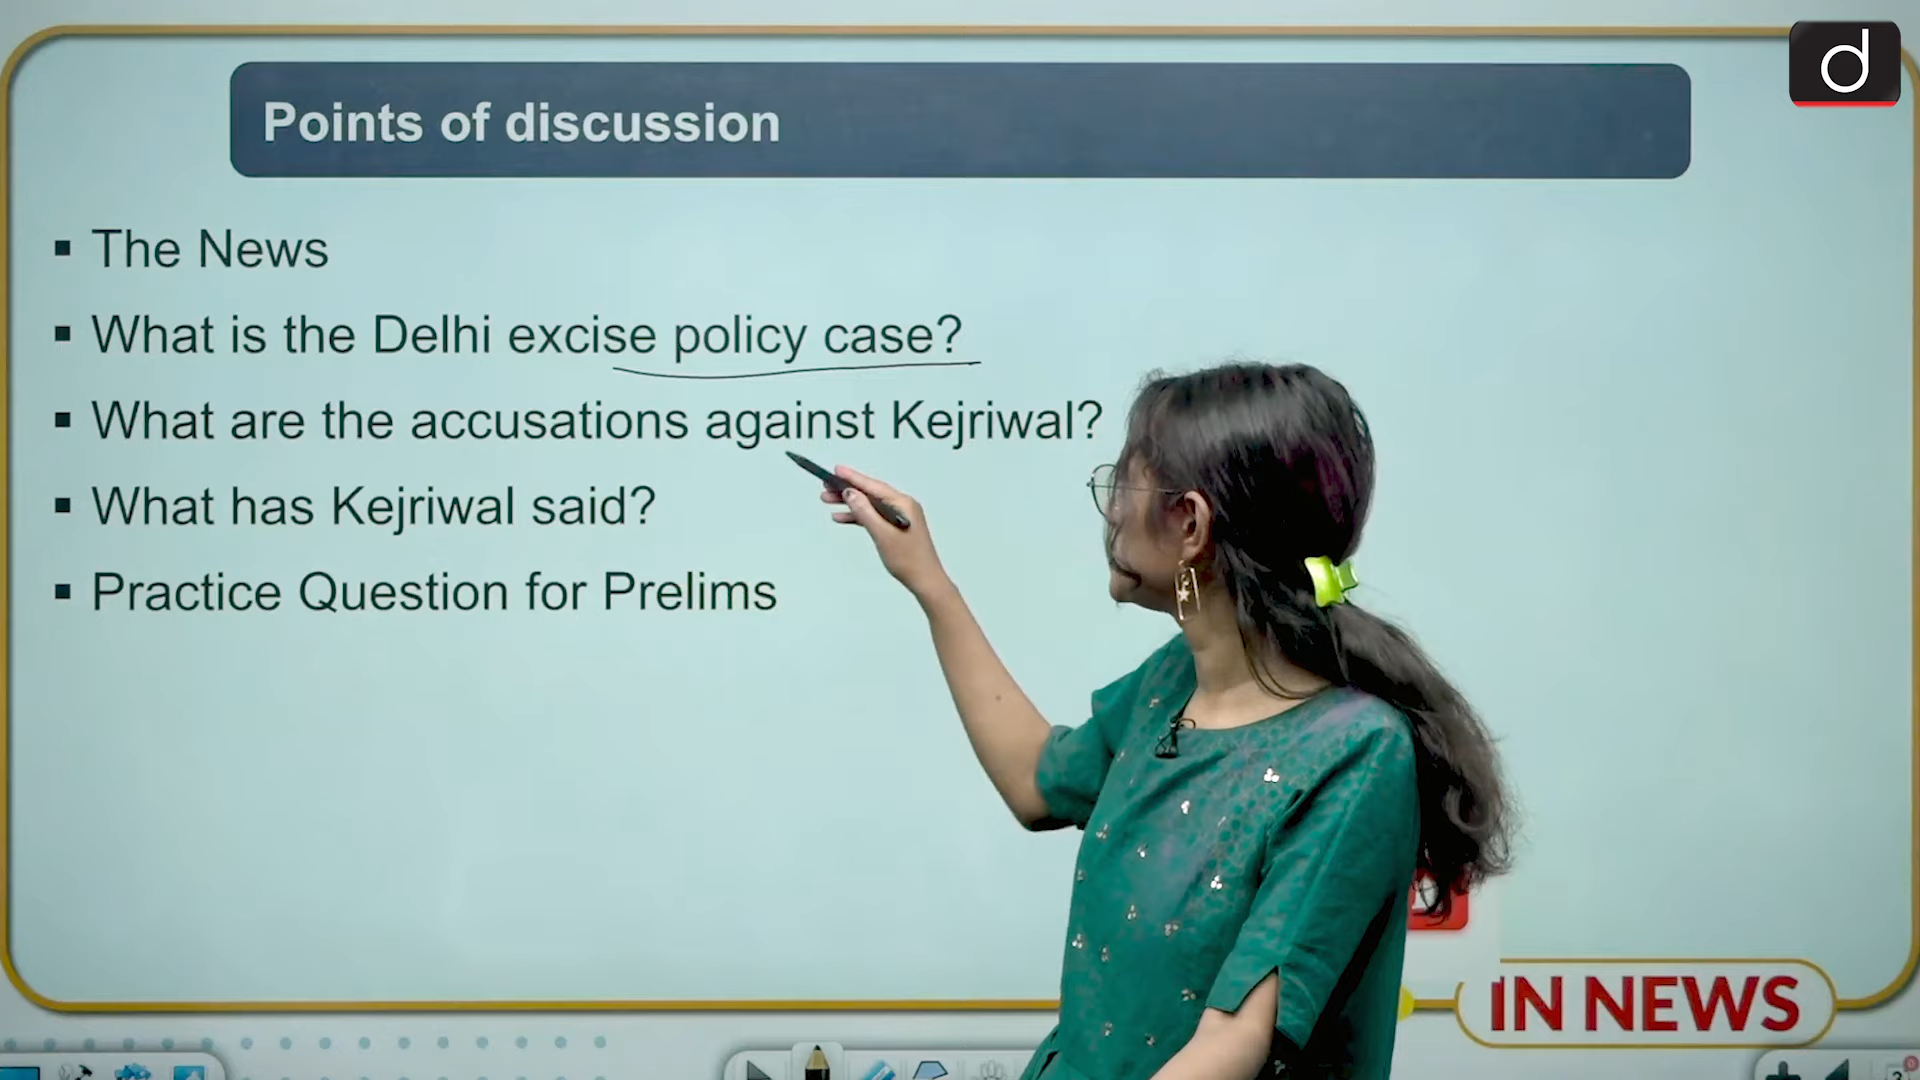 d
Points of discussion
▪ The News
▪ What is the Delhi excise policy case?
▪ What are the accusations against Kejriwal?
▪ What has Kejriwal said?
▪ Practice Question for Prelims
IN NEWS